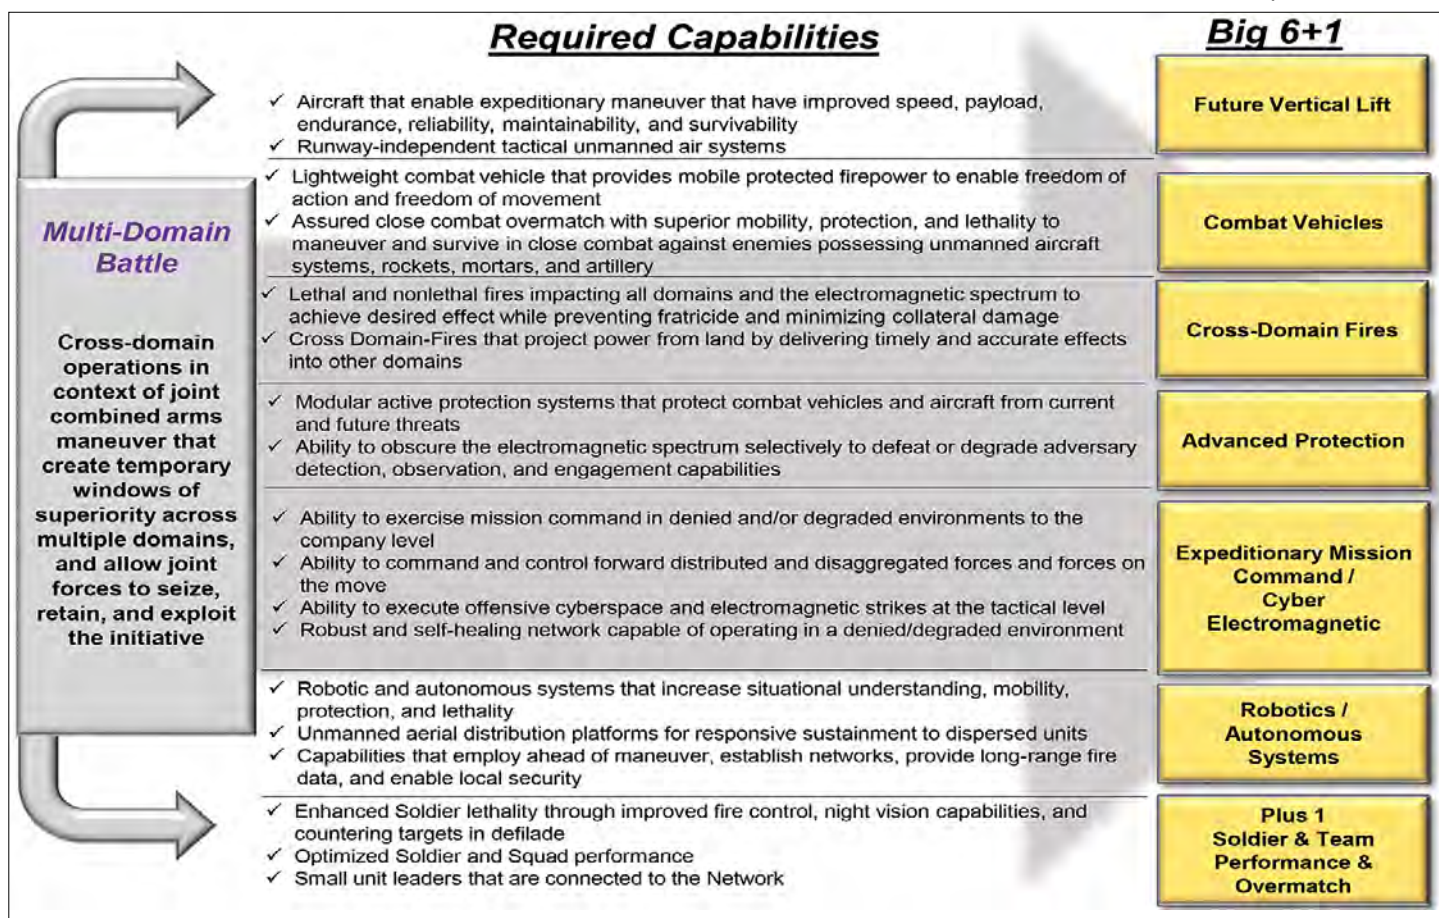 Required Capabilities
Big 6+1
Multi-Domain
Battle
Cross-domain
operations in
context of joint
combined arms
maneuver that
create temporary
windows of
superiority across
multiple domains,
and allow joint
forces to seize,
retain, and exploit
the initiative
✓ Aircraft that enable expeditionary maneuver that have improved speed, payload,
endurance, reliability, maintainability, and survivability
✓ Runway-independent tactical unmanned air systems
Future Vertical Lift
✓ Lightweight combat vehicle that provides mobile protected firepower to enable freedom of
action and freedom of movement
✓ Assured close combat overmatch with superior mobility, protection, and lethality to
maneuver and survive in close combat against enemies possessing unmanned aircraft
systems, rockets, mortars, and artillery
Combat Vehicles
✓ Lethal and nonlethal fires impacting all domains and the electromagnetic spectrum to
achieve desired effect while preventing fratricide and minimizing collateral damage
✓ Cross Domain-Fires that project power from land by delivering timely and accurate effects
into other domains
Cross-Domain Fires
✓ Modular active protection systems that protect combat vehicles and aircraft from current
and future threats
✓ Ability to obscure the electromagnetic spectrum selectively to defeat or degrade adversary
detection, observation, and engagement capabilities
Advanced Protection
✓ Ability to exercise mission command in denied and/or degraded environments to the
company level
✓ Ability to command and control forward distributed and disaggregated forces and forces on
the move
✓ Ability to execute offensive cyberspace and electromagnetic strikes at the tactical level
✓ Robust and self-healing network capable of operating in a denied/degraded environment
Expeditionary Mission
Command /
Cyber
Electromagnetic
✓ Robotic and autonomous systems that increase situational understanding, mobility,
protection, and lethality
✓ Unmanned aerial distribution platforms for responsive sustainment to dispersed units
✓ Capabilities that employ ahead of maneuver, establish networks, provide long-range fire
data, and enable local security
Robotics /
Autonomous
Systems
✓ Enhanced Soldier lethality through improved fire control, night vision capabilities, and
countering targets in defilade
✓ Optimized Soldier and Squad performance
✓ Small unit leaders that are connected to the Network
Plus 1
Soldier & Team
Performance &
Overmatch